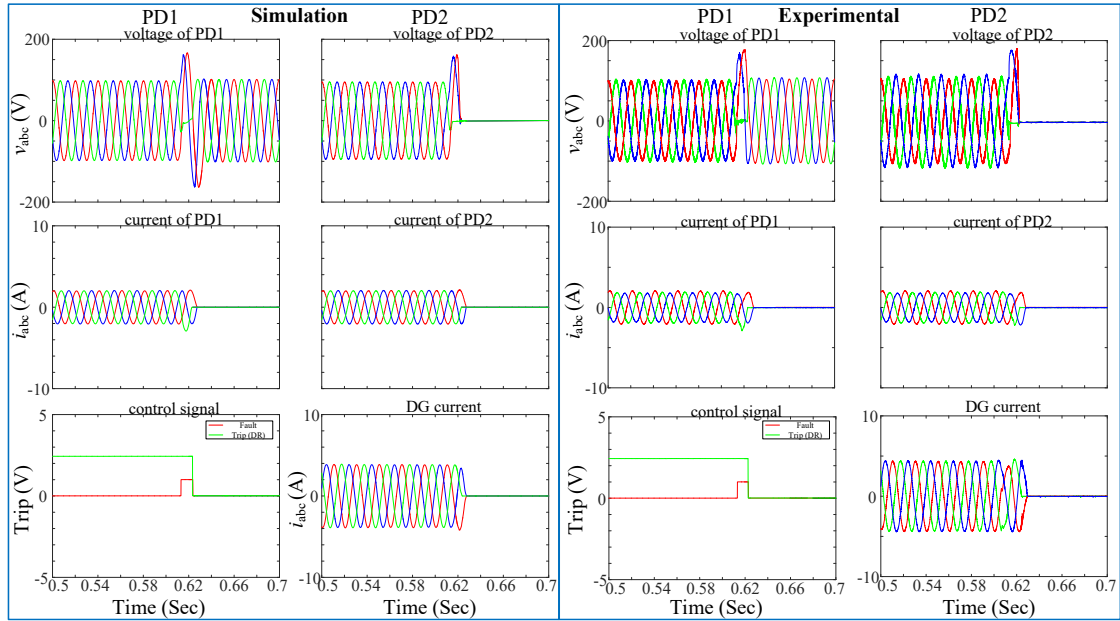 PD1 Simulation PD2
voltage of PD1 voltage of PD2
200
0
-200
vabc (V)
current of PD1 current of PD2
10
0
-10
iabc (A)
control signal DG current
Fault
Trip (DR)
5
0
-5
Trip (V)
10
0
-10
iabc (A)
0.5 0.54 0.58 0.62 0.66 0.7
0.5 0.54 0.58 0.62 0.66 0.7
Time (Sec) Time (Sec)
PD1 Experimental PD2
voltage of PD1 voltage of PD2
200
0
-200
vabc (V)
current of PD1 current of PD2
10
0
-10
iabc (A)
control signal DG current
Fault
Trip (DR)
5
0
-5
Trip (V)
10
0
-10
0.5 0.54 0.58 0.62 0.66 0.7
0.5 0.54 0.58 0.62 0.66 0.7
Time (Sec) Time (Sec)